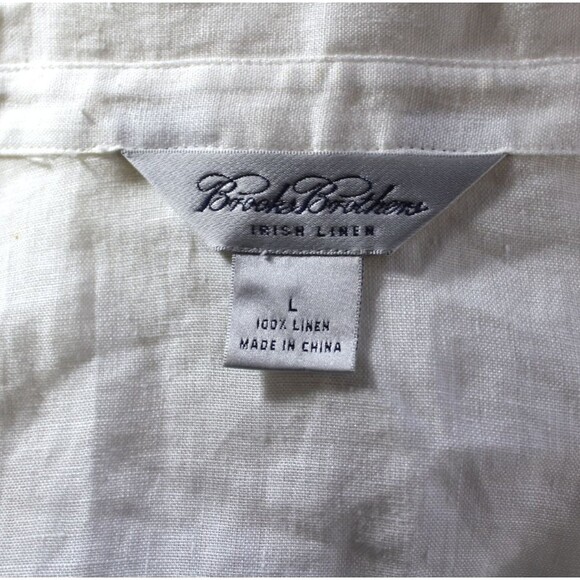 Brooks Brothers
IRISH LINEN
L
100% LINEN
MADE IN CHINA